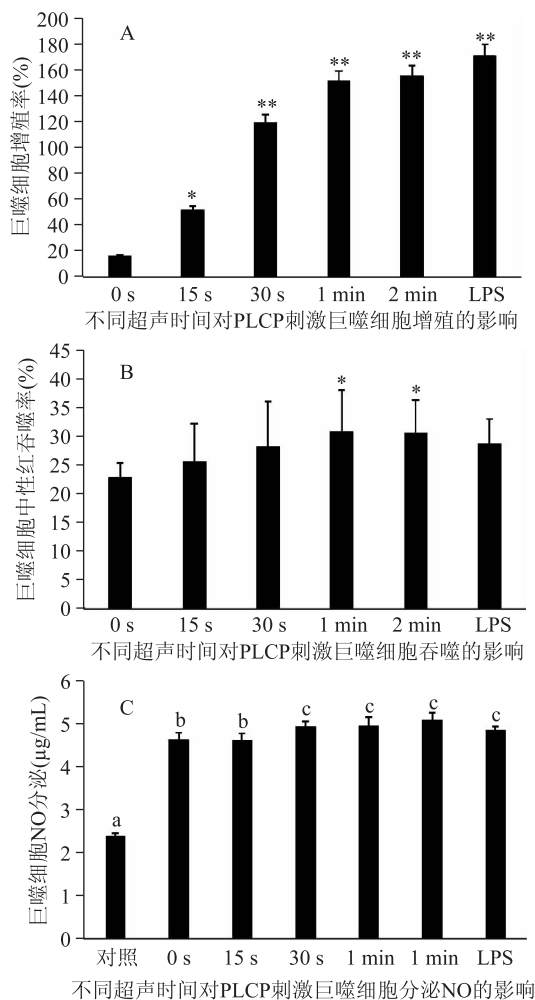 A
巨噬细胞增殖率(%)
200
180
160
140
120
100
80
60
40
20
0
*
**
**
**
**
0 s 15 s 30 s 1 min 2 min LPS
不同超声时间对PLCP刺激巨噬细胞增殖的影响
B
巨噬细胞中性红吞噬率(%)
45
40
35
30
25
20
15
10
5
0
*
*
0 s 15 s 30 s 1 min 2 min LPS
不同超声时间对PLCP刺激巨噬细胞吞噬的影响
C
巨噬细胞NO分泌(μg/mL)
6
5
4
3
2
1
0
a b b c c c c
对照 0 s 15 s 30 s 1 min 1 min LPS
不同超声时间对PLCP刺激巨噬细胞分泌NO的影响